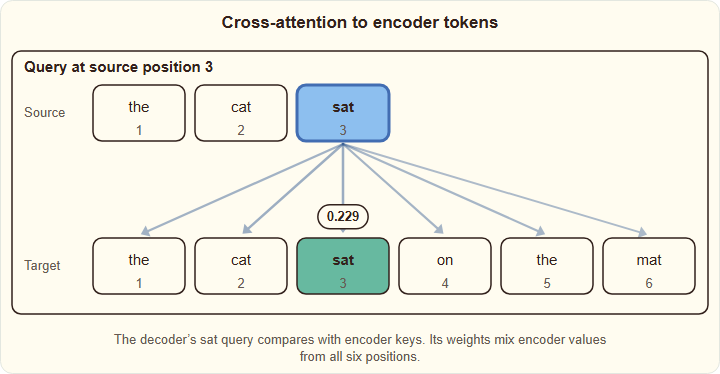 Cross-attention to encoder tokens
Query at source position 3
Source
the
1
cat
2
sat
3
0.229
Target
the
1
cat
2
sat
3
on
4
the
5
mat
6
The decoder’s sat query compares with encoder keys. Its weights mix encoder values
from all six positions.